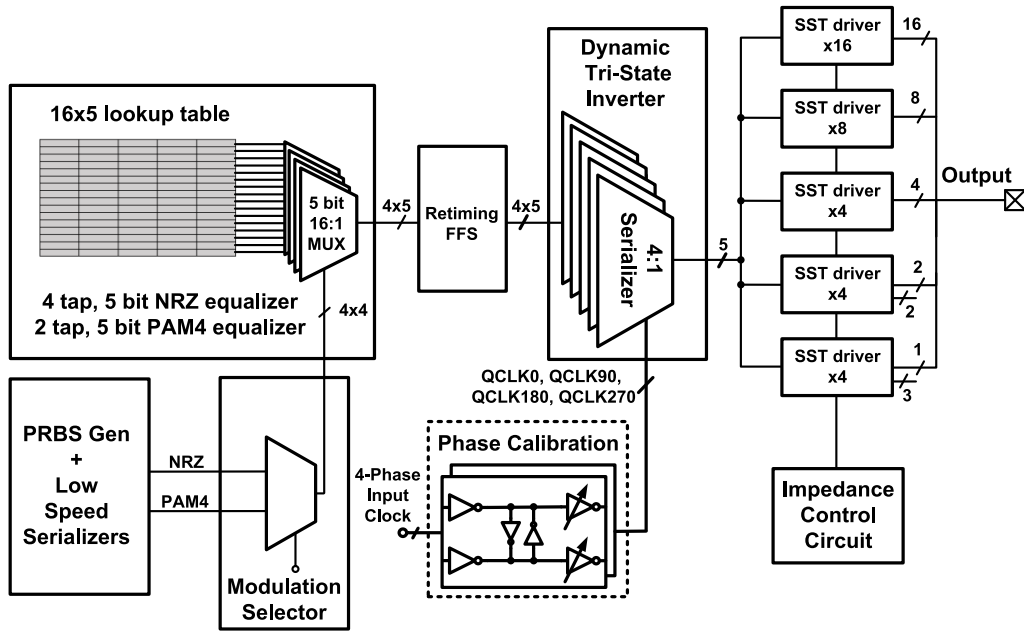 16x5 lookup table
5 bit
16:1
MUX
4 tap, 5 bit NRZ equalizer
2 tap, 5 bit PAM4 equalizer
4x4
4x5
Retiming
FFS
4x5
Dynamic
Tri-State
Inverter
4:1
Serializer
5
SST driver
x16
16
SST driver
x8
8
SST driver
x4
4
Output
SST driver
x4
2
2
SST driver
x4
1
3
Impedance
Control
Circuit
QCLK0, QCLK90,
QCLK180, QCLK270
Phase Calibration
4-Phase
Input
Clock
PRBS Gen
+
Low
Speed
Serializers
NRZ
PAM4
Modulation
Selector